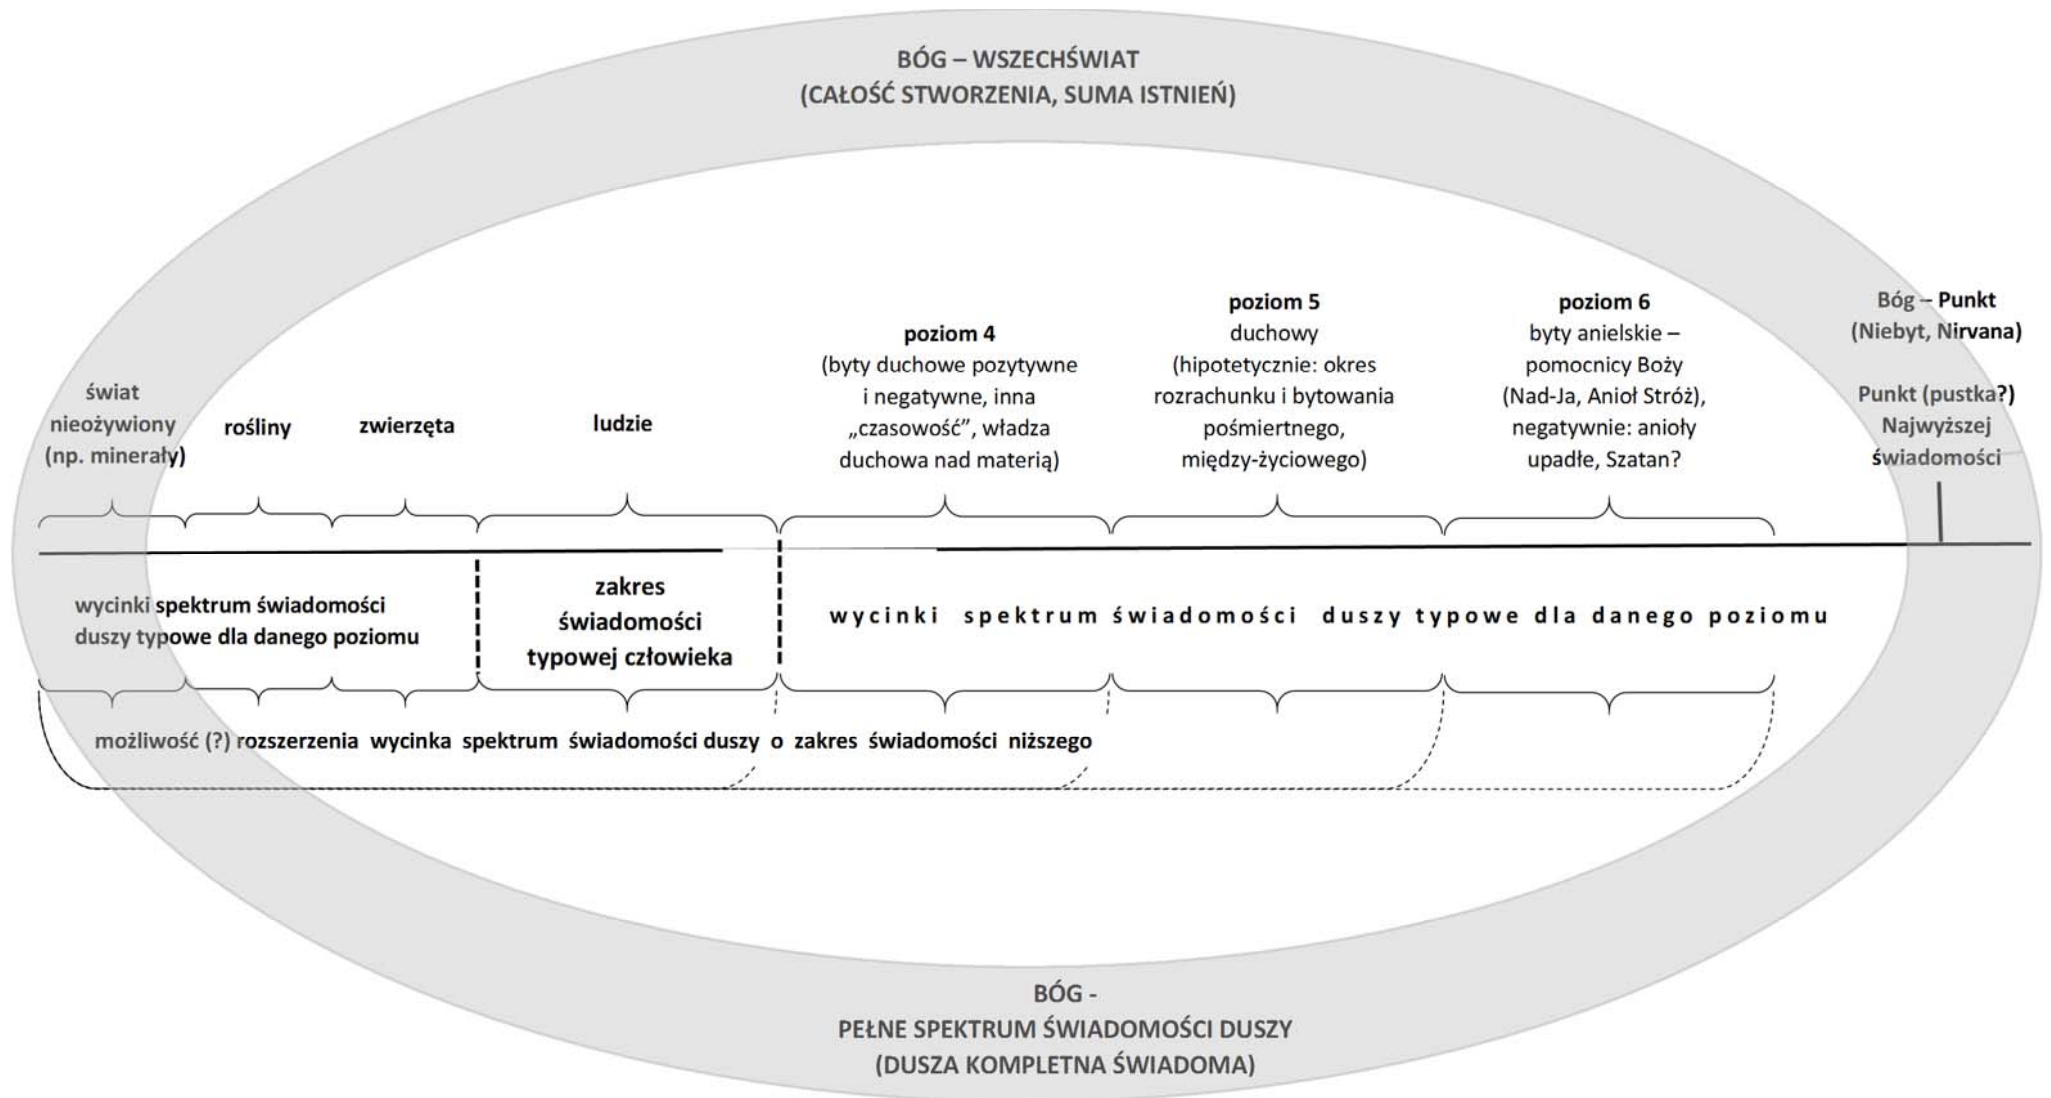 BÓG – WSZECHŚWIAT
(CAŁOŚĆ STWORZENIA, SUMA ISTNIEŃ)
świat
nieożywiony
(np. minerały)
rośliny
zwierzęta
ludzie
poziom 4
(byty duchowe pozytywne
i negatywne, inna
„czasowość”, władza
duchowa nad materią)
poziom 5
duchowy
(hipotetycznie: okres
rozrachunku i bytowania
pośmiertnego,
między-życiowego)
poziom 6
byty anielskie –
pomocnicy Boży
(Nad-Ja, Anioł Stróż),
negatywnie: anioły
upadłe, Szatan?
Bóg – Punkt
(Niebyt, Nirvana)
Punkt (pustka?)
Najwyższej
świadomości
wycinki spektrum świadomości
duszy typowe dla danego poziomu
zakres
świadomości
typowej człowieka
wycinki spektrum świadomości duszy typowe dla danego poziomu
możliwość (?) rozszerzenia wycinka spektrum świadomości duszy o zakres świadomości niższego
BÓG -
PEŁNE SPEKTRUM ŚWIADOMOŚCI DUSZY
(DUSZA KOMPLETNA ŚWIADOMA)